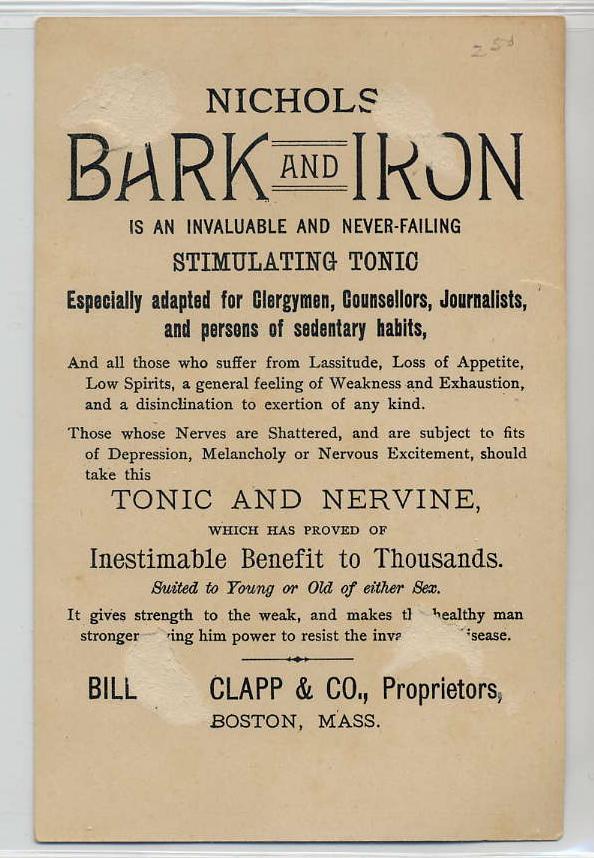 25¢
NICHOLS
BARK AND IRON
IS AN INVALUABLE AND NEVER-FAILING
STIMULATING TONIC
Especially adapted for Clergymen, Counsellors, Journalists,
and persons of sedentary habits,
And all those who suffer from Lassitude, Loss of Appetite,
Low Spirits, a general feeling of Weakness and Exhaustion,
and a disinclination to exertion of any kind.
Those whose Nerves are Shattered, and are subject to fits
of Depression, Melancholy or Nervous Excitement, should
take this
TONIC AND NERVINE,
WHICH HAS PROVED OF
Inestimable Benefit to Thousands.
Suited to Young or Old of either Sex.
It gives strength to the weak, and makes healthy man
stronger him power to resist the
BILL CLAPP & CO., Proprietors,
BOSTON, MASS.